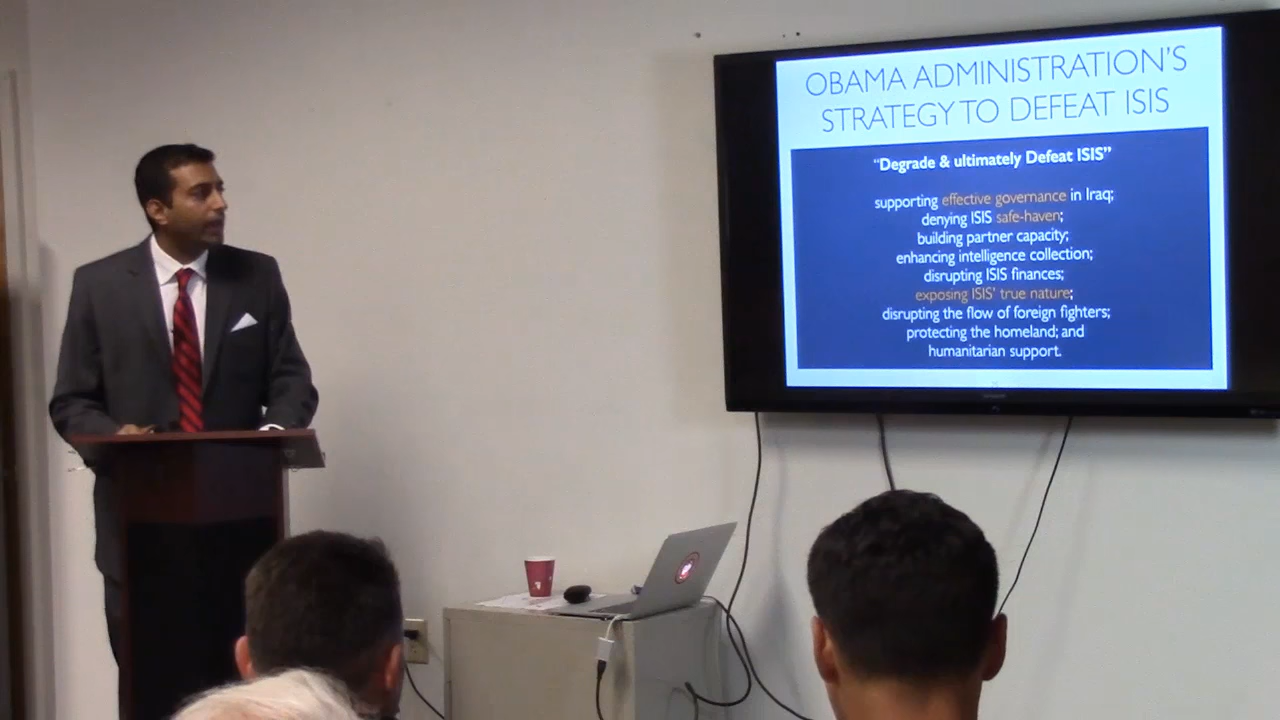 OBAMA ADMINISTRATION'S
STRATEGY TO DEFEAT ISIS
“Degrade & ultimately Defeat ISIS”
supporting effective governance in Iraq;
denying ISIS safe-haven;
building partner capacity;
enhancing intelligence collection;
disrupting ISIS finances;
exposing ISIS' true nature;
disrupting the flow of foreign fighters;
protecting the homeland; and
humanitarian support.